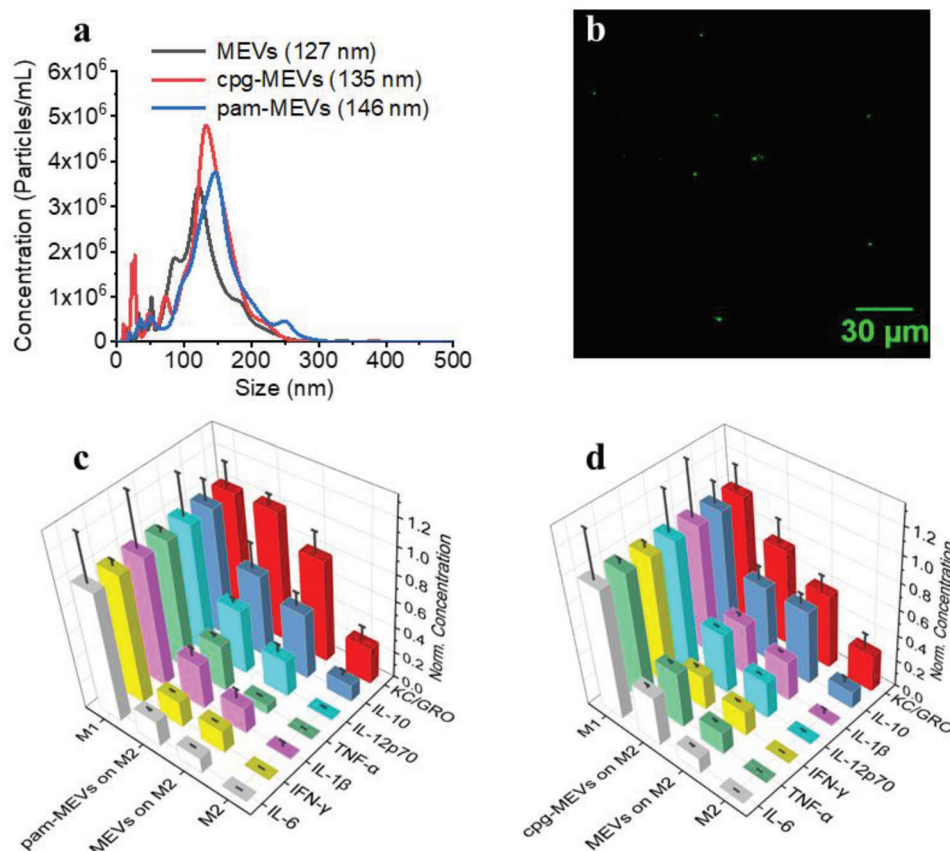 a
MEVs (127 nm)
cpg-MEVs (135 nm)
pam-MEVs (146 nm)
Concentration (Particles/mL)
6x10⁶
5x10⁶
4x10⁶
3x10⁶
2x10⁶
1x10⁶
0
0 100 200 300 400 500
Size (nm)
b
30 µm
c
1.2
1.0
0.8
0.6
0.4
0.2
0.0
Norm. Concentration
KC/GRO
IL-10
IL-12p70
TNF-α
IL-1β
IFN-γ
IL-6
M1
pam-MEVs on M2
MEVs on M2
M2
d
1.2
1.0
0.8
0.6
0.4
0.2
0.0
Norm. Concentration
KC/GRO
IL-10
IL-1β
IL-12p70
IFN-γ
TNF-α
IL-6
M1
cpg-MEVs on M2
MEVs on M2
M2